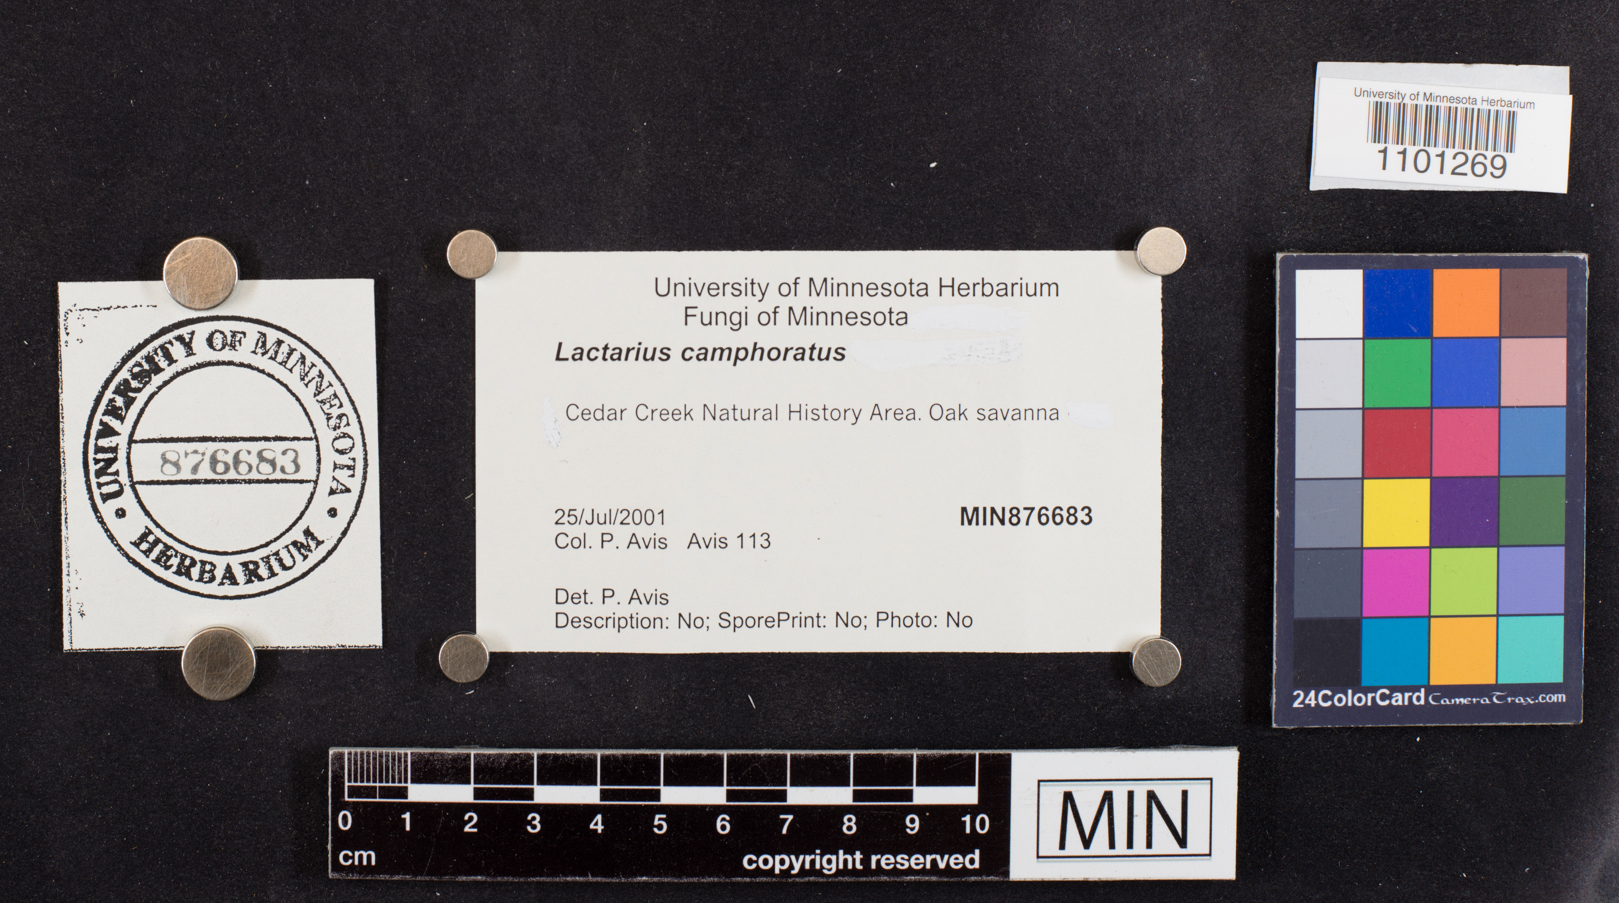 University of Minnesota Herbarium
1101269
UNIVERSITY OF MINNESOTA
876683
• HERBARIUM •
University of Minnesota Herbarium
Fungi of Minnesota
Lactarius camphoratus
Cedar Creek Natural History Area. Oak savanna
25/Jul/2001
MIN876683
Col. P. Avis Avis 113
Det. P. Avis
Description: No; SporePrint: No; Photo: No
24ColorCard CameraTrax.com
0 1 2 3 4 5 6 7 8 9 10
cm
copyright reserved
MIN